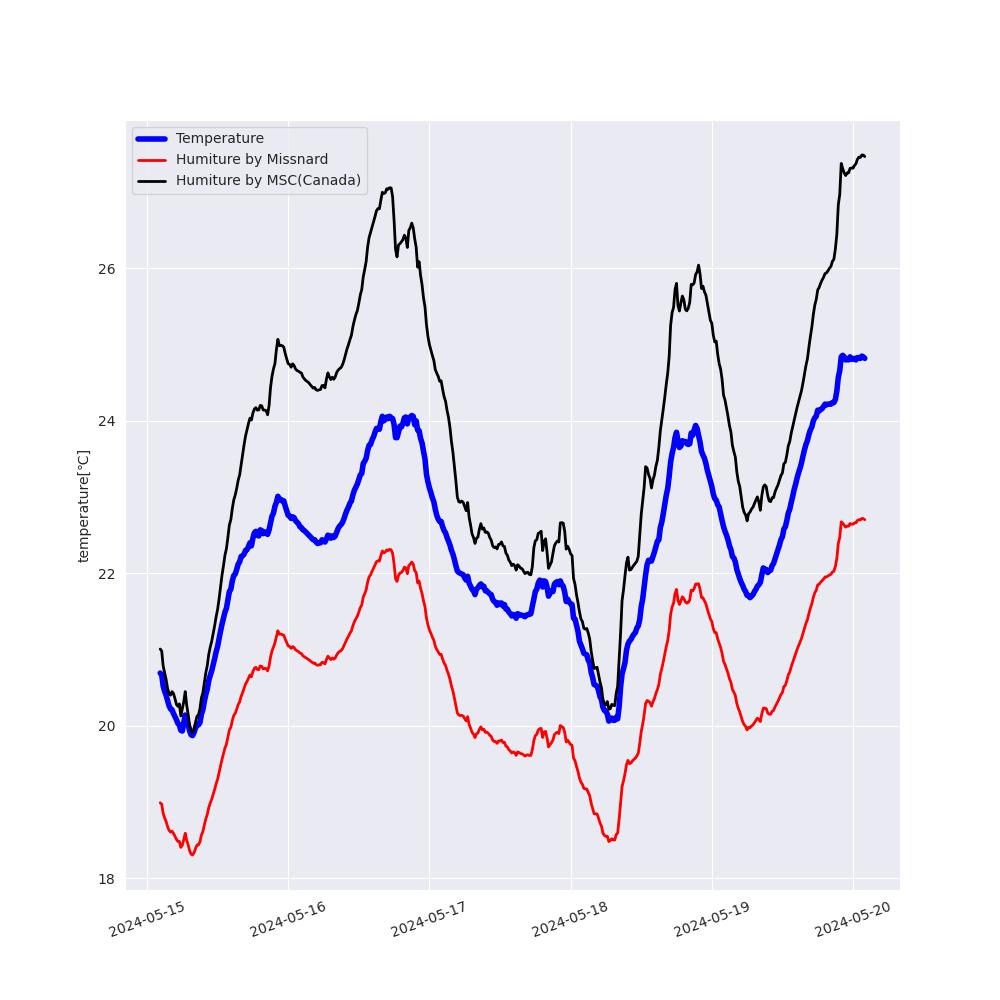 Temperature
Humiture by Missnard
Humiture by MSC(Canada)
26
24
22
20
18
temperature[℃]
2024-05-15
2024-05-16
2024-05-17
2024-05-18
2024-05-19
2024-05-20